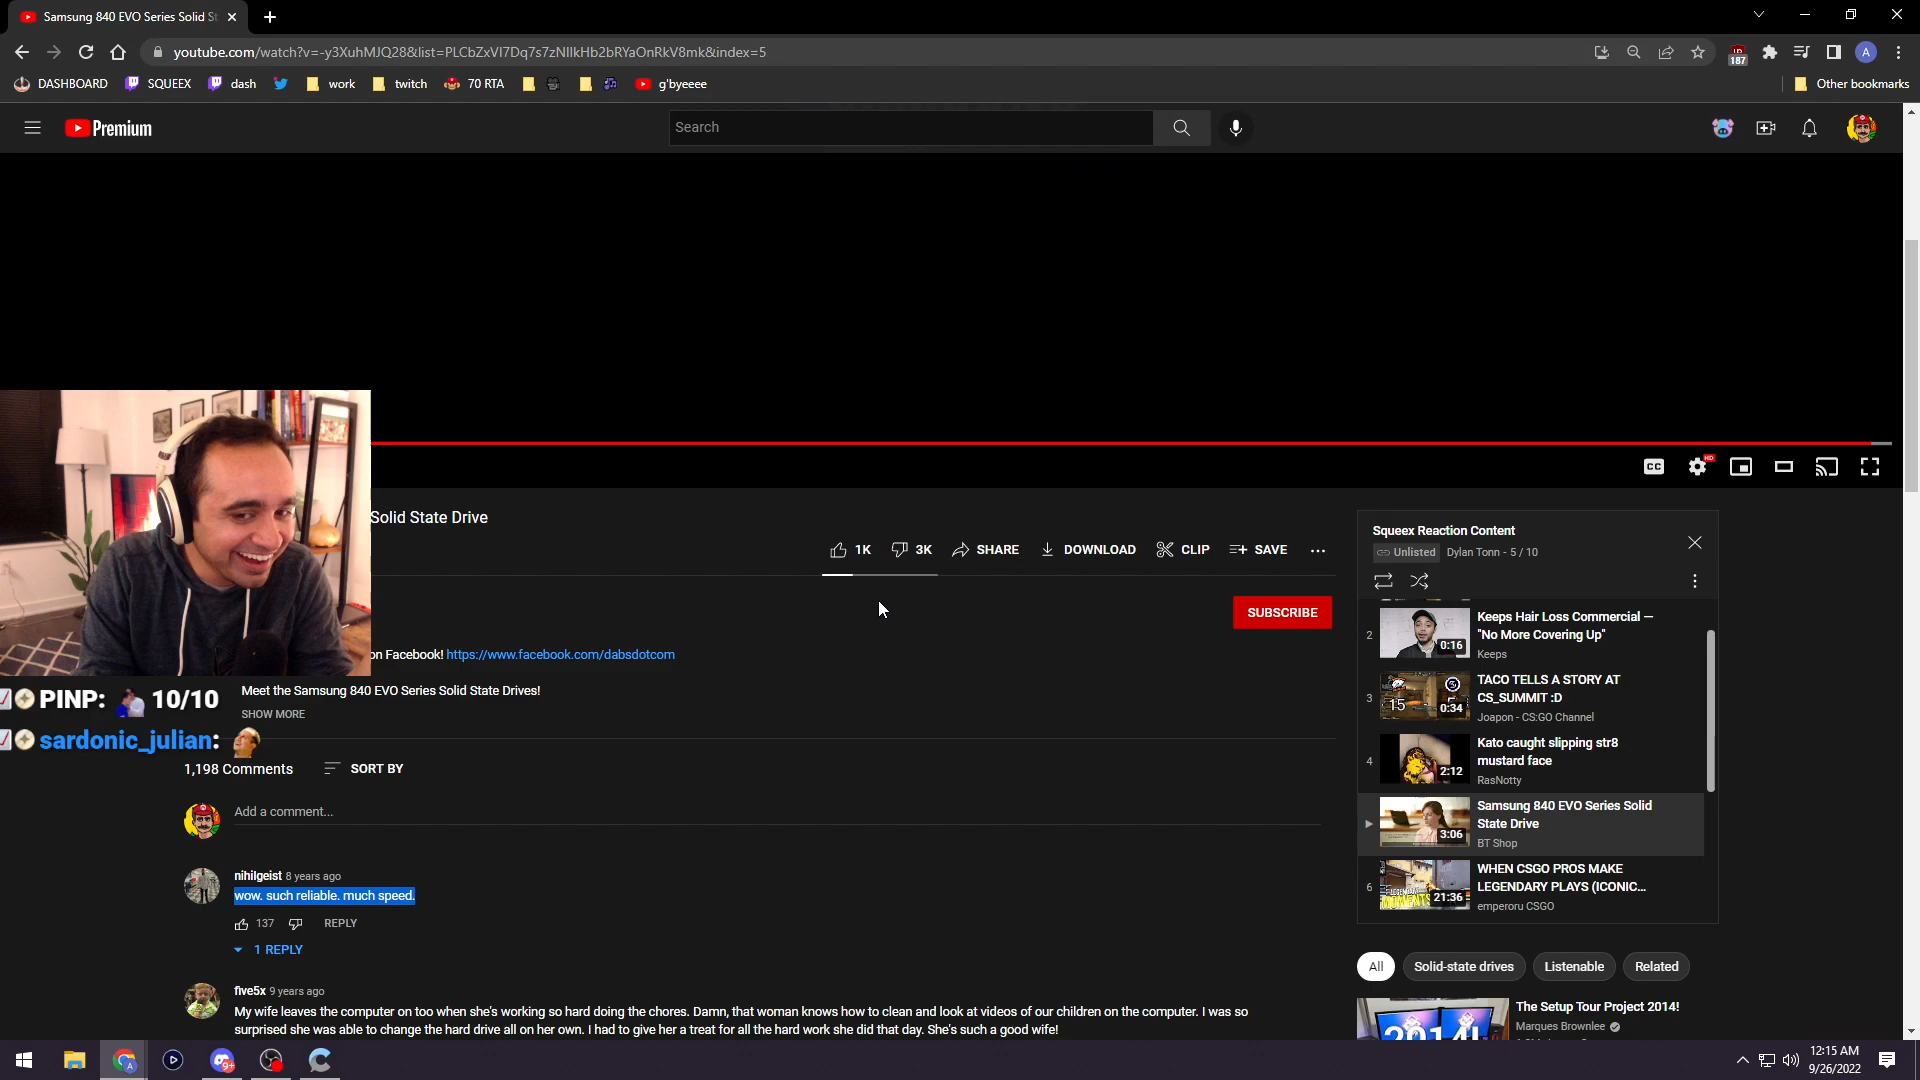 Samsung 840 EVO Series Solid St
youtube.com/watch?v=-y3XuhMJQ28&list=PLCbZxVI7Dq7s7zNIlkHb2bRYaOnRkV8mk&index=5
187
A
DASHBOARD
SQUEEX
dash
work
twitch
70 RTA
g'byeeee
Other bookmarks
Premium
Search
CC
HD
Solid State Drive
1K
3K
SHARE
DOWNLOAD
CLIP
SAVE
SUBSCRIBE
on Facebook! https://www.facebook.com/dabsdotcom
Meet the Samsung 840 EVO Series Solid State Drives!
SHOW MORE
PINP: 10/10
sardonic_julian:
1,198 Comments
SORT BY
Add a comment...
nihilgeist 8 years ago
wow. such reliable. much speed.
137
REPLY
1 REPLY
five5x 9 years ago
My wife leaves the computer on too when she's working so hard doing the chores. Damn, that woman knows how to clean and look at videos of our children on the computer. I was so
surprised she was able to change the hard drive all on her own. I had to give her a treat for all the hard work she did that day. She's such a good wife!
Squeex Reaction Content
Unlisted
Dylan Tonn - 5 / 10
2
0:16
Keeps Hair Loss Commercial —
"No More Covering Up"
Keeps
3
15
0:34
TACO TELLS A STORY AT
CS_SUMMIT :D
Joapon - CS:GO Channel
4
2:12
Kato caught slipping str8
mustard face
RasNotty
3:06
Samsung 840 EVO Series Solid
State Drive
BT Shop
6
LEGENDARY
MOMENTS
21:36
WHEN CSGO PROS MAKE
LEGENDARY PLAYS (ICONIC...
emperoru CSGO
All
Solid-state drives
Listenable
Related
2014!
The Setup Tour Project 2014!
Marques Brownlee
9+
A
12:15 AM
9/26/2022